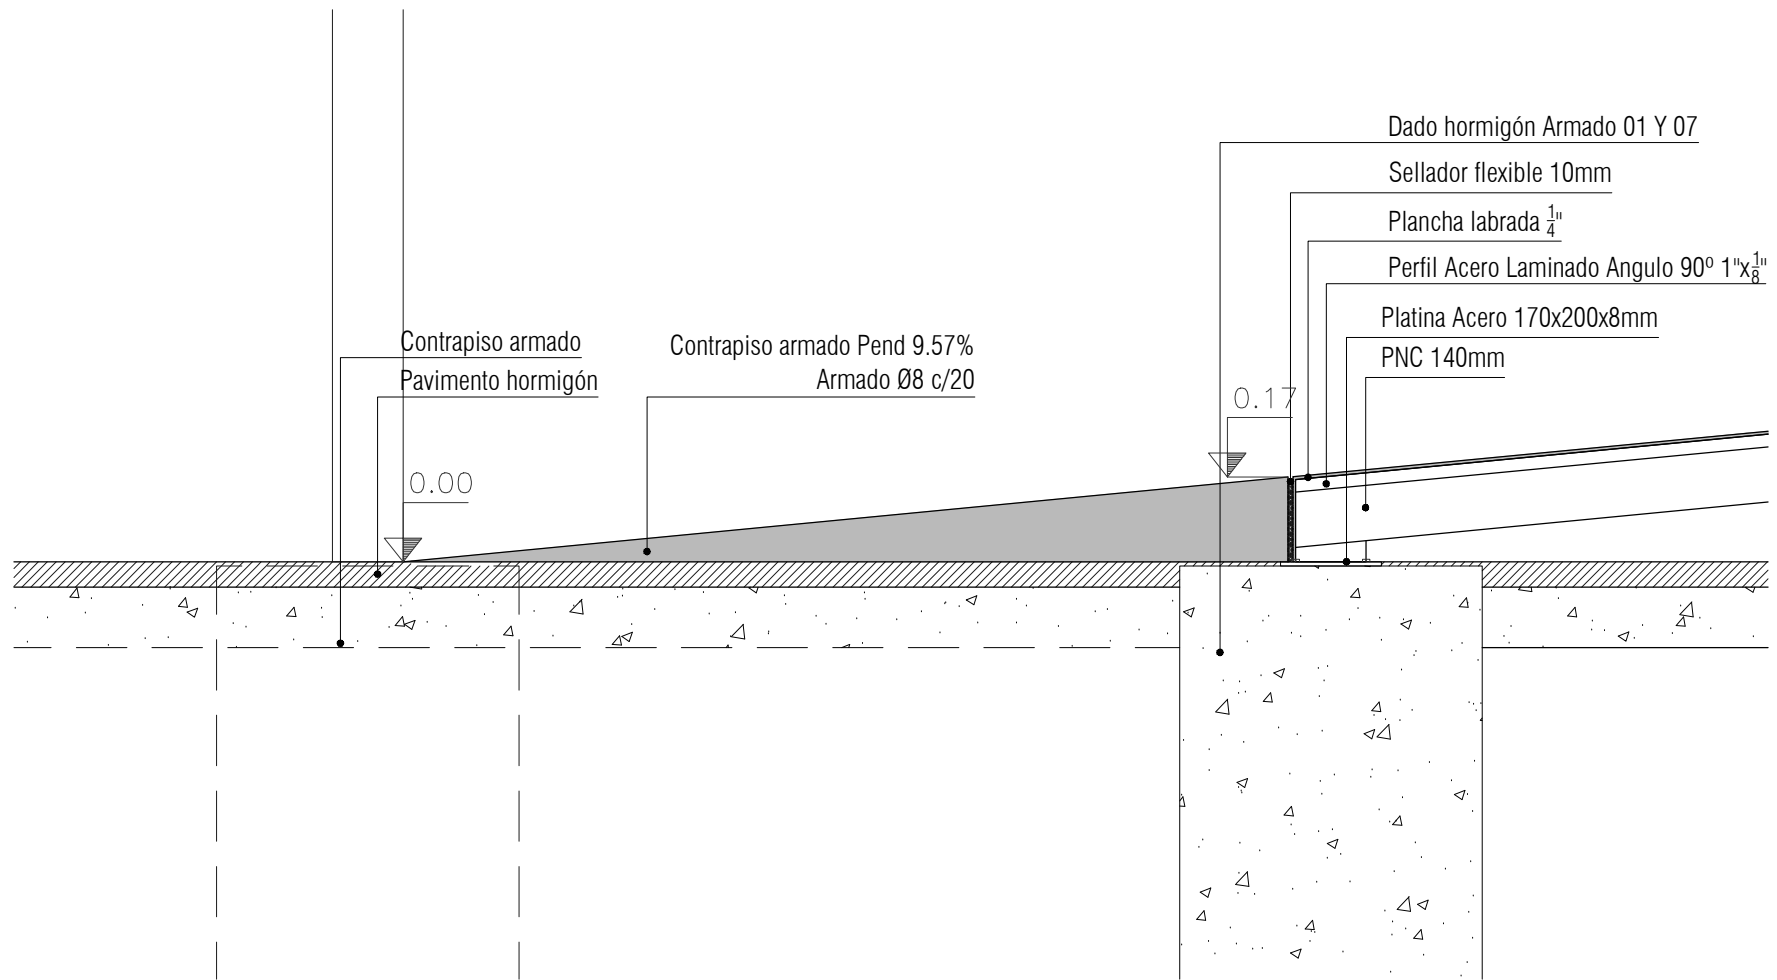 Dado hormigón Armado 01 Y 07
Sellador flexible 10mm
Plancha labrada 1/4"
Perfil Acero Laminado Angulo 90º 1"x1/8"
Platina Acero 170x200x8mm
PNC 140mm
Contrapiso armado
Pavimento hormigón
Contrapiso armado Pend 9.57%
Armado Ø8 c/20
0.17
0.00